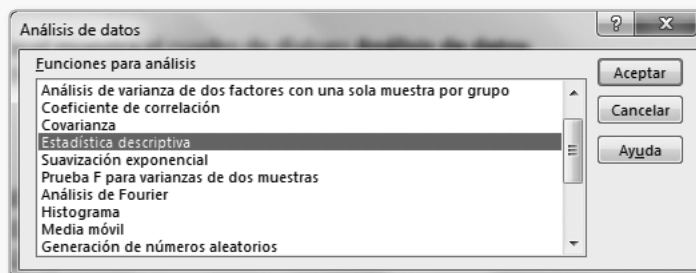 Análisis de datos
Funciones para análisis
Análisis de varianza de dos factores con una sola muestra por grupo
Coeficiente de correlación
Covarianza
Estadística descriptiva
Suavización exponencial
Prueba F para varianzas de dos muestras
Análisis de Fourier
Histograma
Media móvil
Generación de números aleatorios
Aceptar
Cancelar
Ayuda